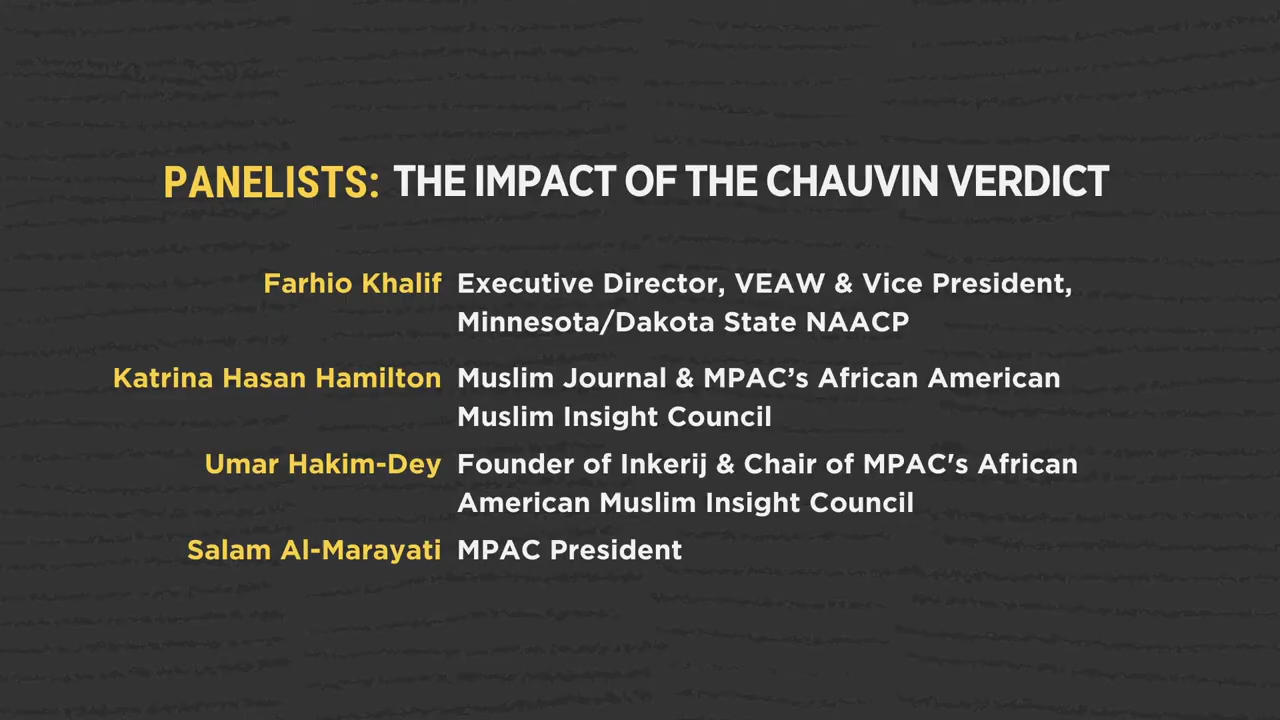 PANELISTS: THE IMPACT OF THE CHAUVIN VERDICT
Farhio Khalif Executive Director, VEAW & Vice President,
Minnesota/Dakota State NAACP
Katrina Hasan Hamilton Muslim Journal & MPAC’s African American
Muslim Insight Council
Umar Hakim-Dey Founder of Inkerij & Chair of MPAC's African
American Muslim Insight Council
Salam Al-Marayati MPAC President